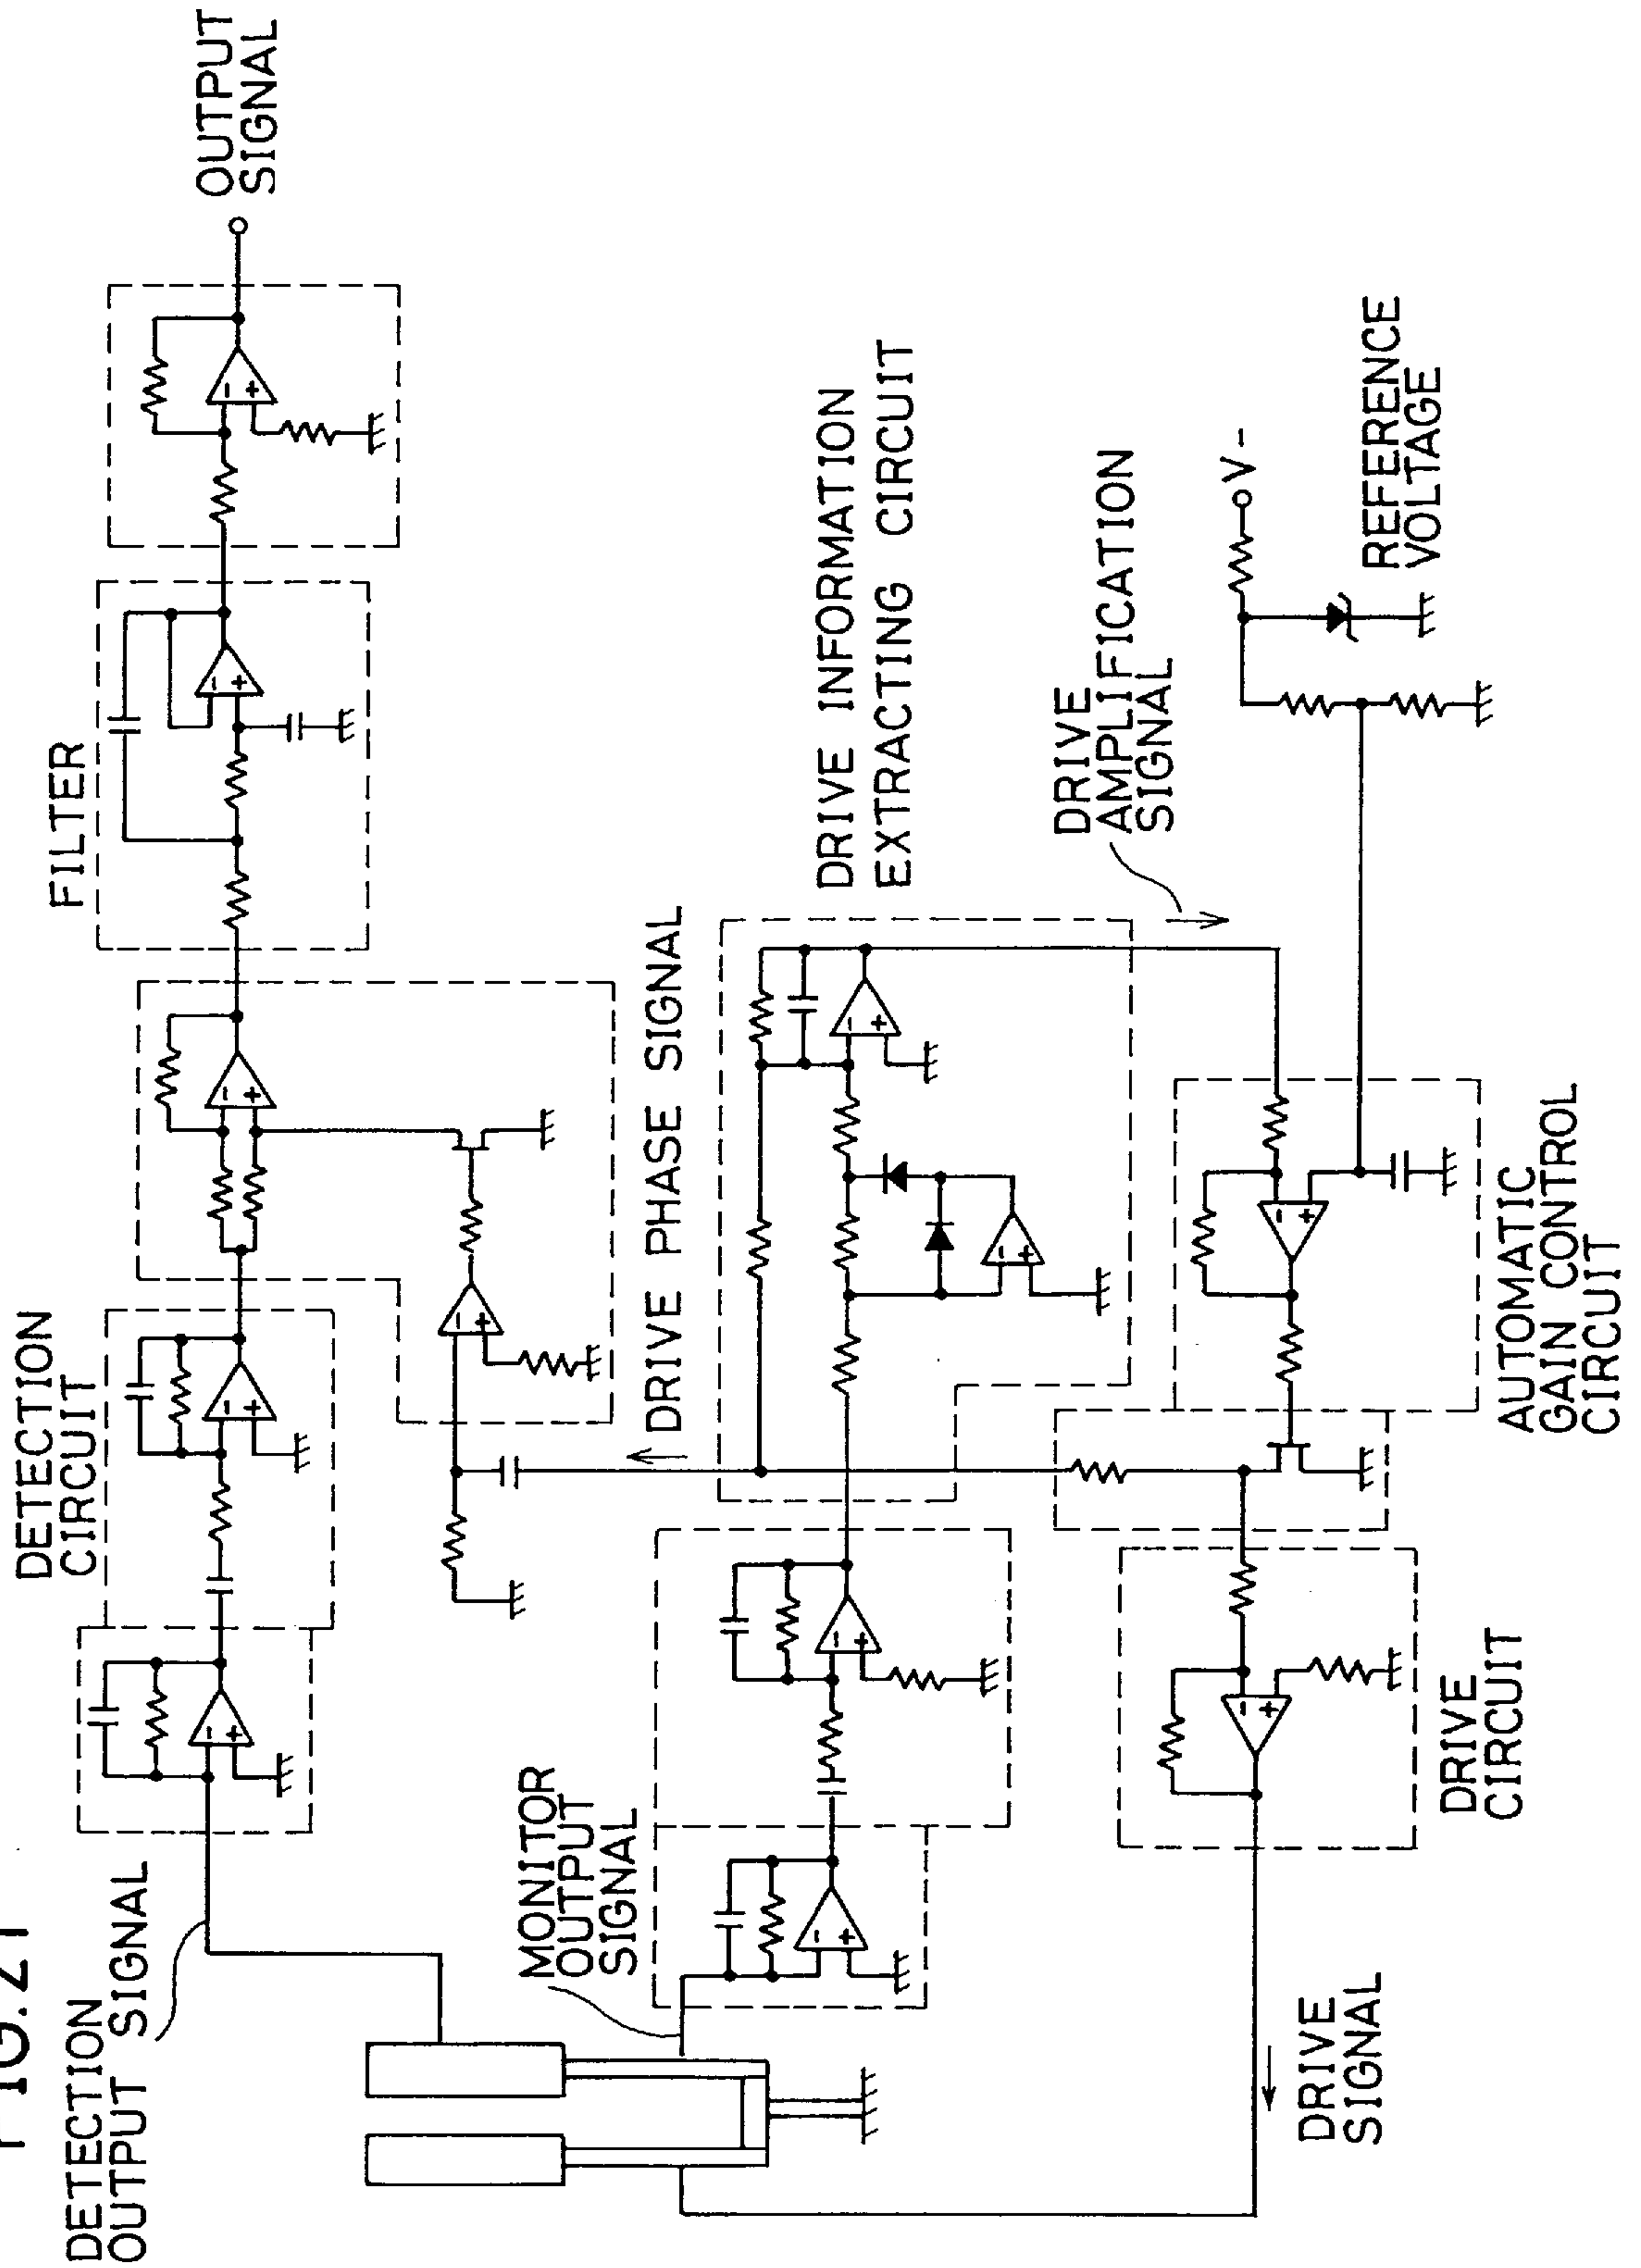 FIG.21
DETECTION
OUTPUT SIGNAL
DETECTION
CIRCUIT
FILTER
OUTPUT
SIGNAL
MONITOR
OUTPUT
SIGNAL
DRIVE PHASE SIGNAL
DRIVE INFORMATION
EXTRACTING CIRCUIT
DRIVE
AMPLIFICATION
SIGNAL
V-
REFERENCE
VOLTAGE
AUTOMATIC
GAIN CONTROL
CIRCUIT
DRIVE
CIRCUIT
DRIVE
SIGNAL